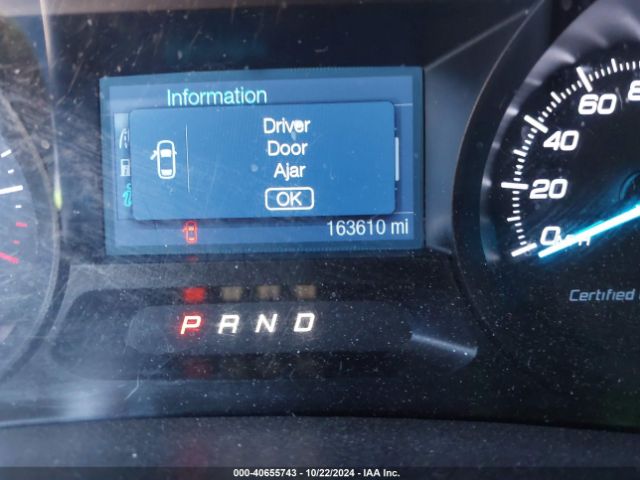 Information
Driver
Door
Ajar
OK
163610 mi
P R N D
0
20
40
60
Certified
000-40655743 - 10/22/2024 - IAA Inc.